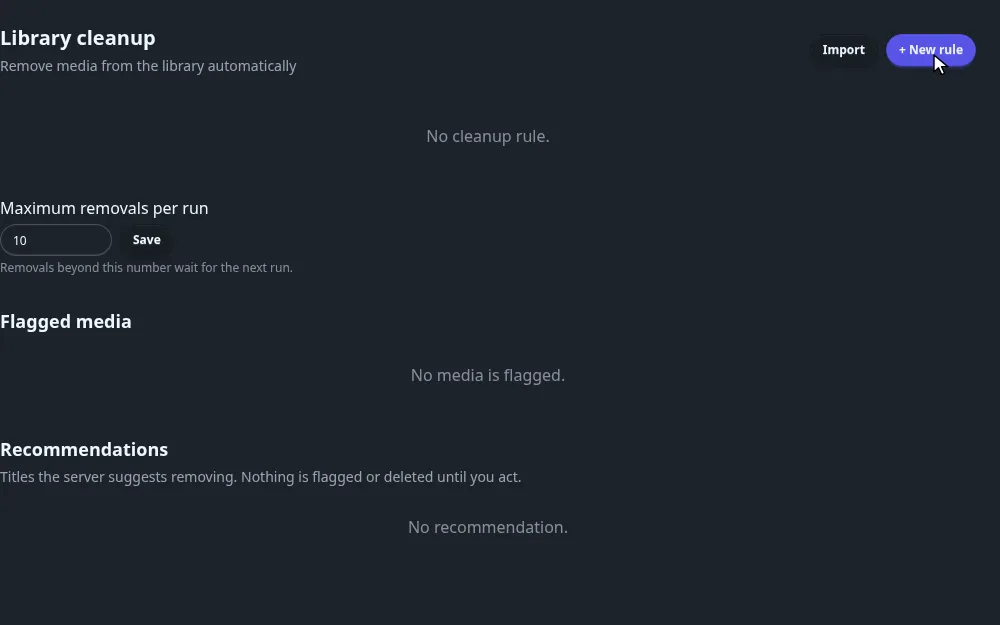 Library cleanup
Remove media from the library automatically
Import
+ New rule
No cleanup rule.
Maximum removals per run
10
Save
Removals beyond this number wait for the next run.
Flagged media
No media is flagged.
Recommendations
Titles the server suggests removing. Nothing is flagged or deleted until you act.
No recommendation.